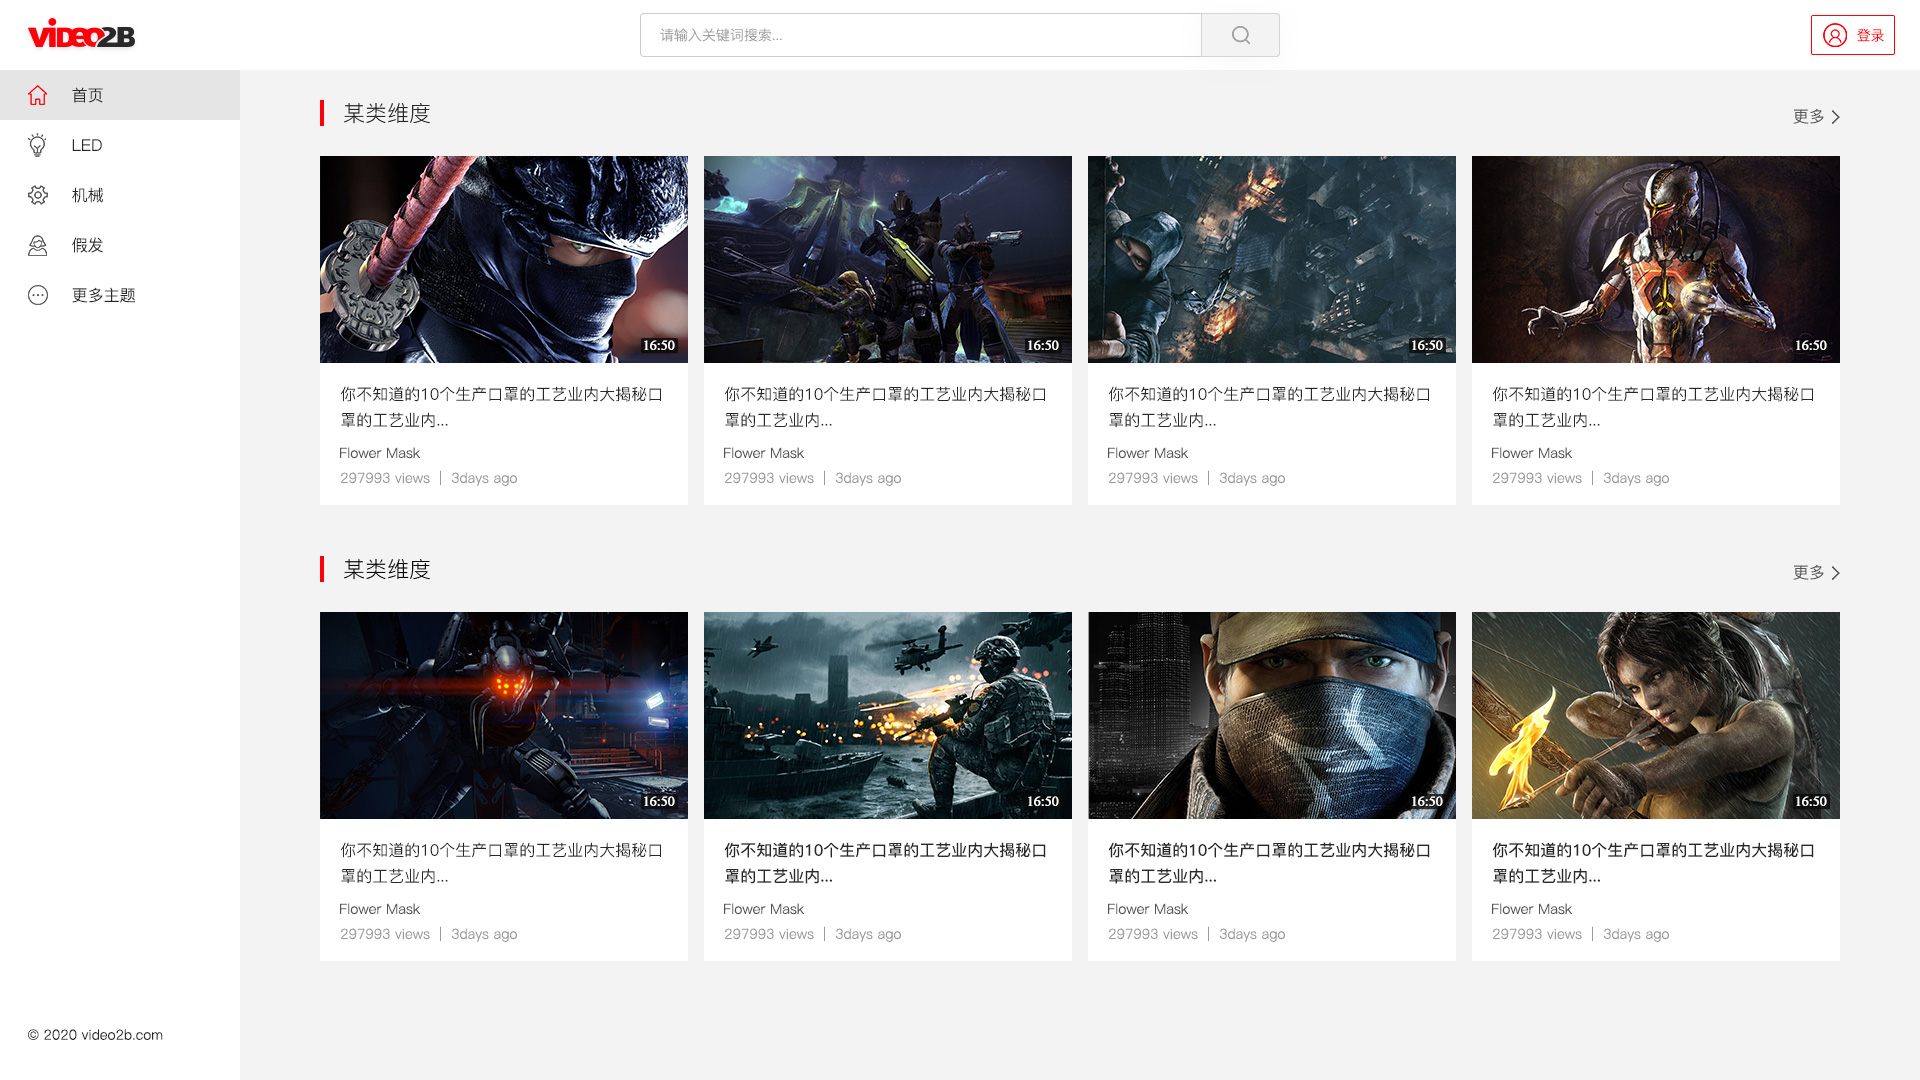 video2B
请输入关键词搜索...
登录
首页
LED
机械
假发
更多主题
© 2020 video2b.com
某类维度
更多
16:50
16:50
16:50
16:50
你不知道的10个生产口罩的工艺业内大揭秘口
罩的工艺业内...
Flower Mask
297993 views | 3days ago
你不知道的10个生产口罩的工艺业内大揭秘口
罩的工艺业内...
Flower Mask
297993 views | 3days ago
你不知道的10个生产口罩的工艺业内大揭秘口
罩的工艺业内...
Flower Mask
297993 views | 3days ago
你不知道的10个生产口罩的工艺业内大揭秘口
罩的工艺业内...
Flower Mask
297993 views | 3days ago
某类维度
更多
16:50
16:50
16:50
16:50
你不知道的10个生产口罩的工艺业内大揭秘口
罩的工艺业内...
Flower Mask
297993 views | 3days ago
你不知道的10个生产口罩的工艺业内大揭秘口
罩的工艺业内...
Flower Mask
297993 views | 3days ago
你不知道的10个生产口罩的工艺业内大揭秘口
罩的工艺业内...
Flower Mask
297993 views | 3days ago
你不知道的10个生产口罩的工艺业内大揭秘口
罩的工艺业内...
Flower Mask
297993 views | 3days ago